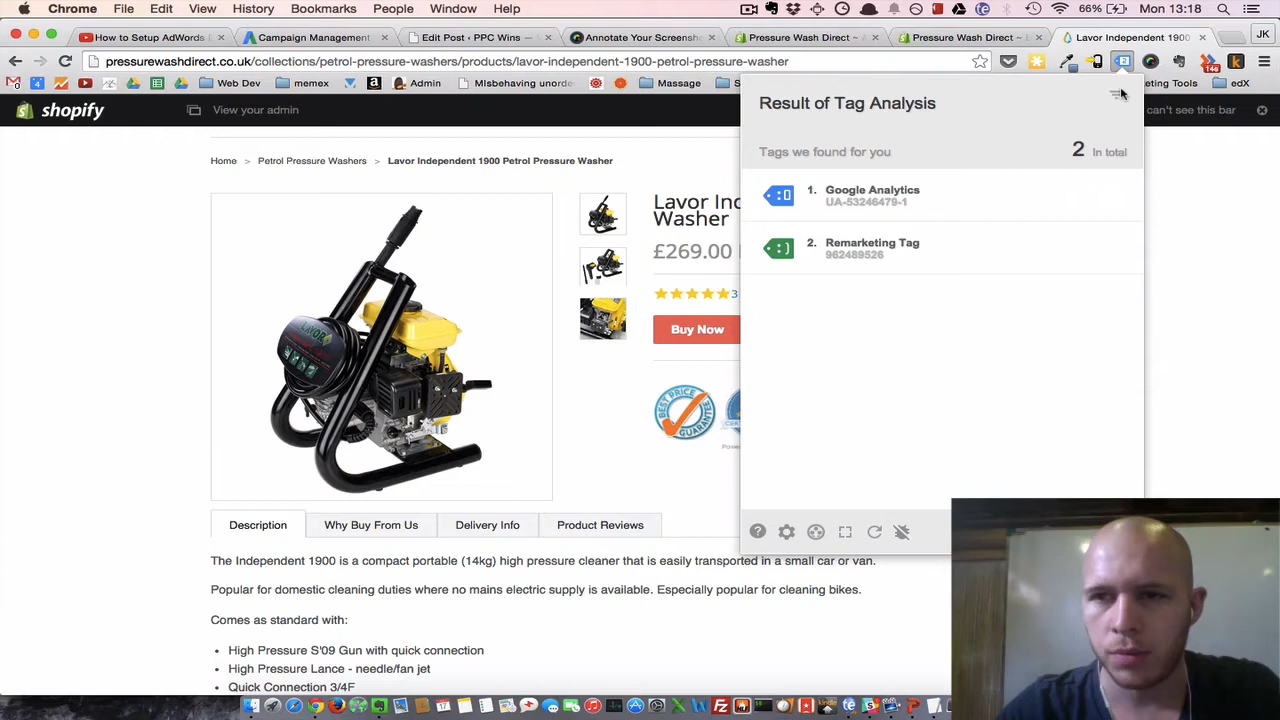 Chrome File Edit View History Bookmarks People Window Help 66% Mon 13:18
How to Setup AdWords E Campaign Management Edit Post ‹ PPC Wins — Annotate Your Screensh Pressure Wash Direct ~ A Pressure Wash Direct ~ E Lavor Independent 1900 JK
pressurewashdirect.co.uk/collections/petrol-pressure-washers/products/lavor-independent-1900-petrol-pressure-washer
Web Dev memex Admin MIsbehaving Massage S keting Tools edX
shopify View your admin can't see this bar
Home > Petrol Pressure Washers > Lavor Independent 1900 Petrol Pressure Washer
Lavor Ind
Washer
£269.00
3
Buy Now
BEST PRICE GUARANTEE
Result of Tag Analysis
Tags we found for you 2 In total
1. Google Analytics
UA-53246479-1
2. Remarketing Tag
962489526
Description Why Buy From Us Delivery Info Product Reviews
The Independent 1900 is a compact portable (14kg) high pressure cleaner that is easily transported in a small car or van.
Popular for domestic cleaning duties where no mains electric supply is available. Especially popular for cleaning bikes.
Comes as standard with:
High Pressure S'09 Gun with quick connection
High Pressure Lance - needle/fan jet
Quick Connection 3/4F